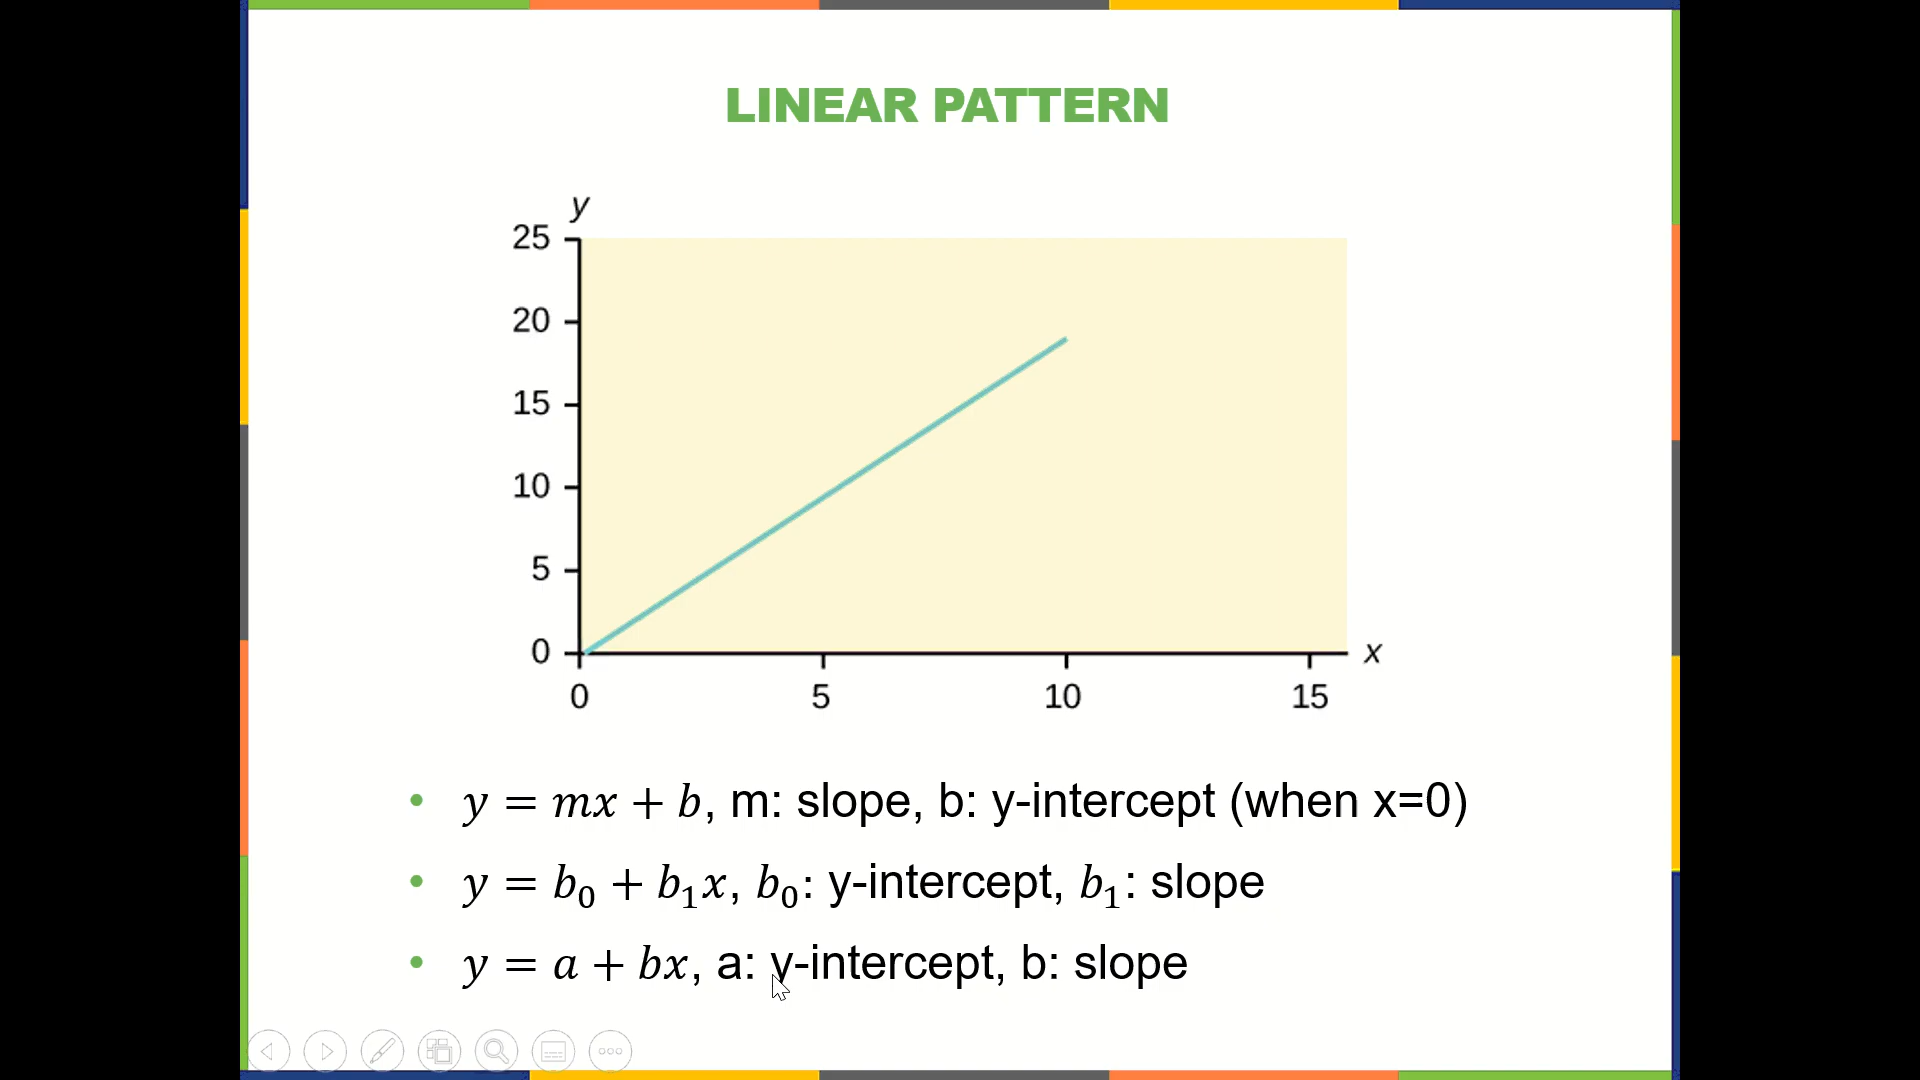 LINEAR PATTERN
y
25
20
15
10
5
0
x
0 5 10 15
• y = mx + b, m: slope, b: y-intercept (when x=0)
• y = b₀ + b₁x, b₀: y-intercept, b₁: slope
• y = a + bx, a: y-intercept, b: slope